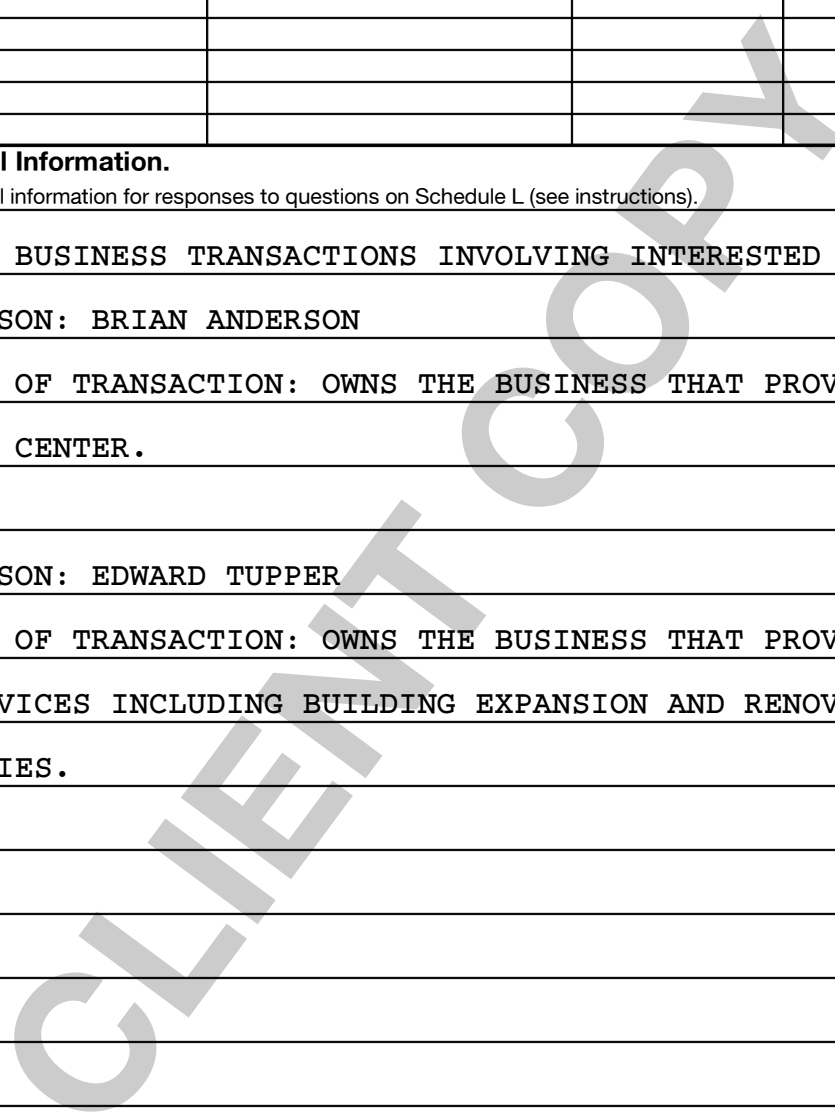 l Information.
l information for responses to questions on Schedule L (see instructions).
BUSINESS TRANSACTIONS INVOLVING INTERESTED
SON: BRIAN ANDERSON
OF TRANSACTION: OWNS THE BUSINESS THAT PROV
CENTER.
SON: EDWARD TUPPER
OF TRANSACTION: OWNS THE BUSINESS THAT PROV
VICES INCLUDING BUILDING EXPANSION AND RENOV
IES.
CLIENT COPY